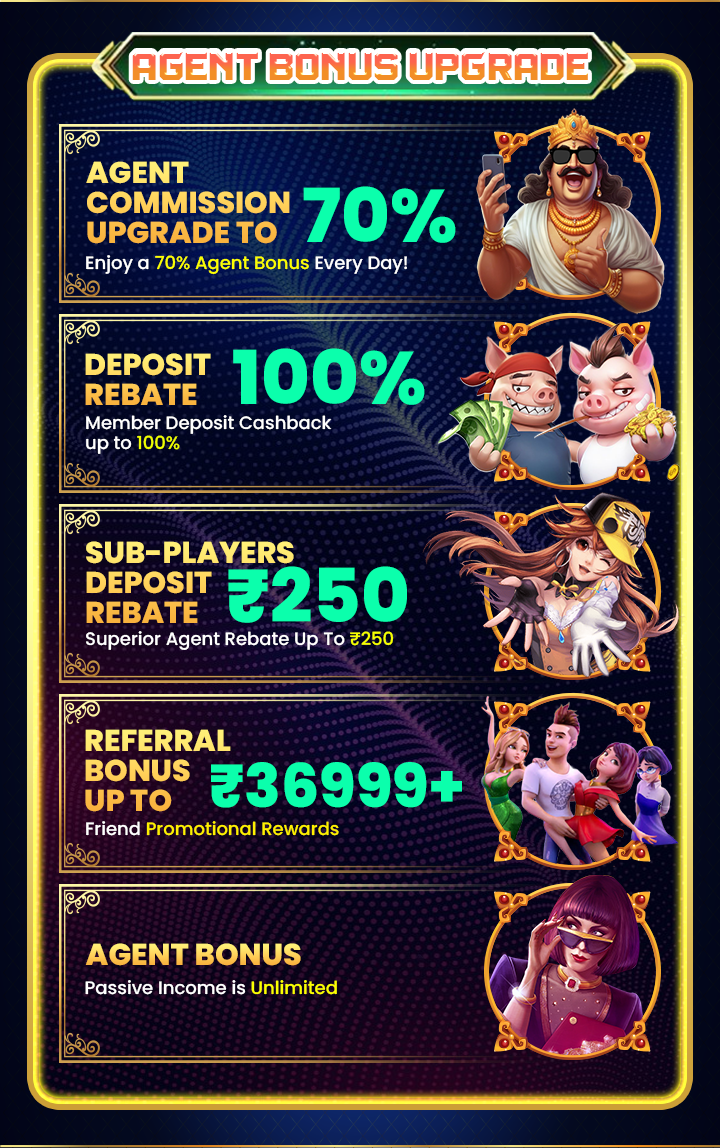 AGENT BONUS UPGRADE
AGENT
COMMISSION
UPGRADE TO 70%
Enjoy a 70% Agent Bonus Every Day!
DEPOSIT
REBATE 100%
Member Deposit Cashback
up to 100%
SUB-PLAYERS
DEPOSIT
REBATE ₹250
Superior Agent Rebate Up To ₹250
REFERRAL
BONUS
UP TO ₹36999+
Friend Promotional Rewards
AGENT BONUS
Passive Income is Unlimited